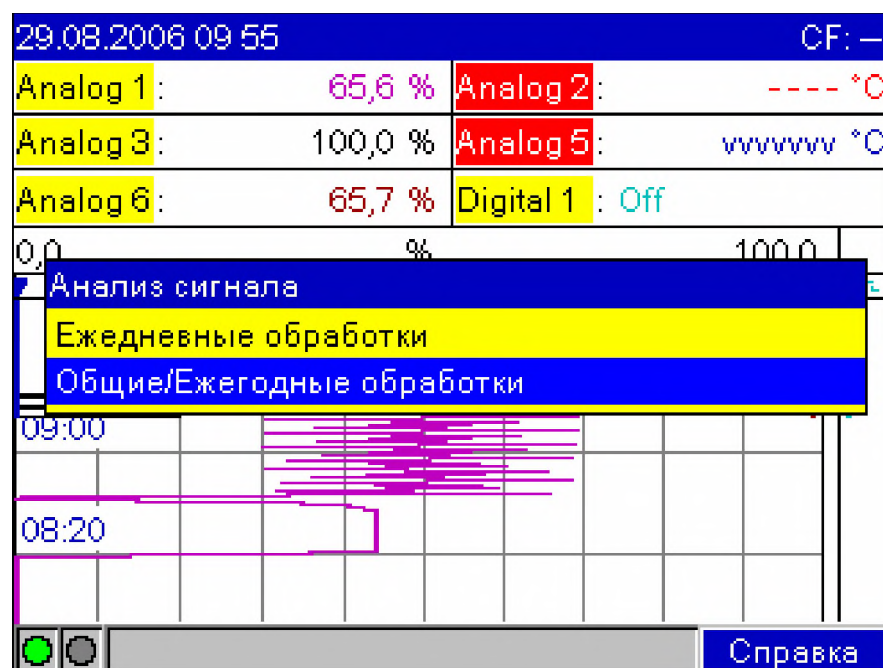 29.08.2006 09 55 CF: –
Analog 1 : 65,6 % Analog 2 : ---- °C
Analog 3 : 100,0 % Analog 5 : vvvvvvv °C
Analog 6 : 65,7 % Digital 1 : Off
0,0 % 100,0
Анализ сигнала
Ежедневные обработки
Общие/Ежегодные обработки
09:00
08:20
Справка